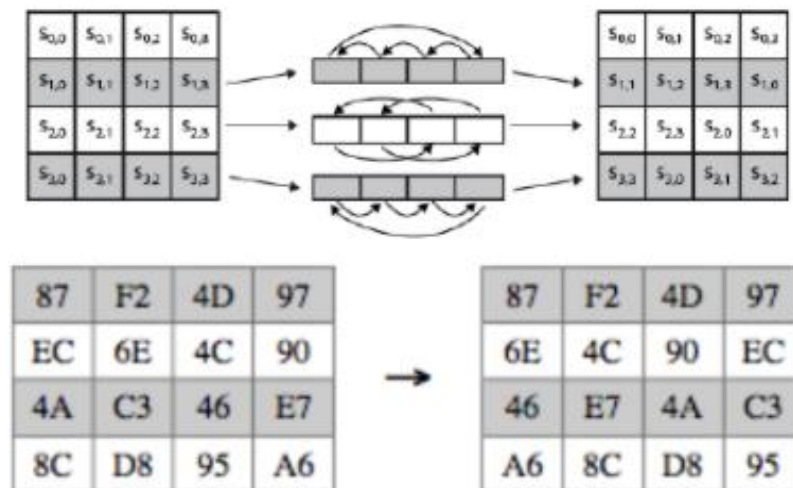 S0,0 S0,1 S0,2 S0,3 S0,0 S0,1 S0,2 S0,3
S1,0 S1,1 S1,2 S1,3 S1,1 S1,2 S1,3 S1,0
S2,0 S2,1 S2,2 S2,3 S2,2 S2,3 S2,0 S2,1
S3,0 S3,1 S3,2 S3,3 S3,3 S3,0 S3,1 S3,2
87 F2 4D 97 87 F2 4D 97
EC 6E 4C 90 6E 4C 90 EC
4A C3 46 E7 46 E7 4A C3
8C D8 95 A6 A6 8C D8 95